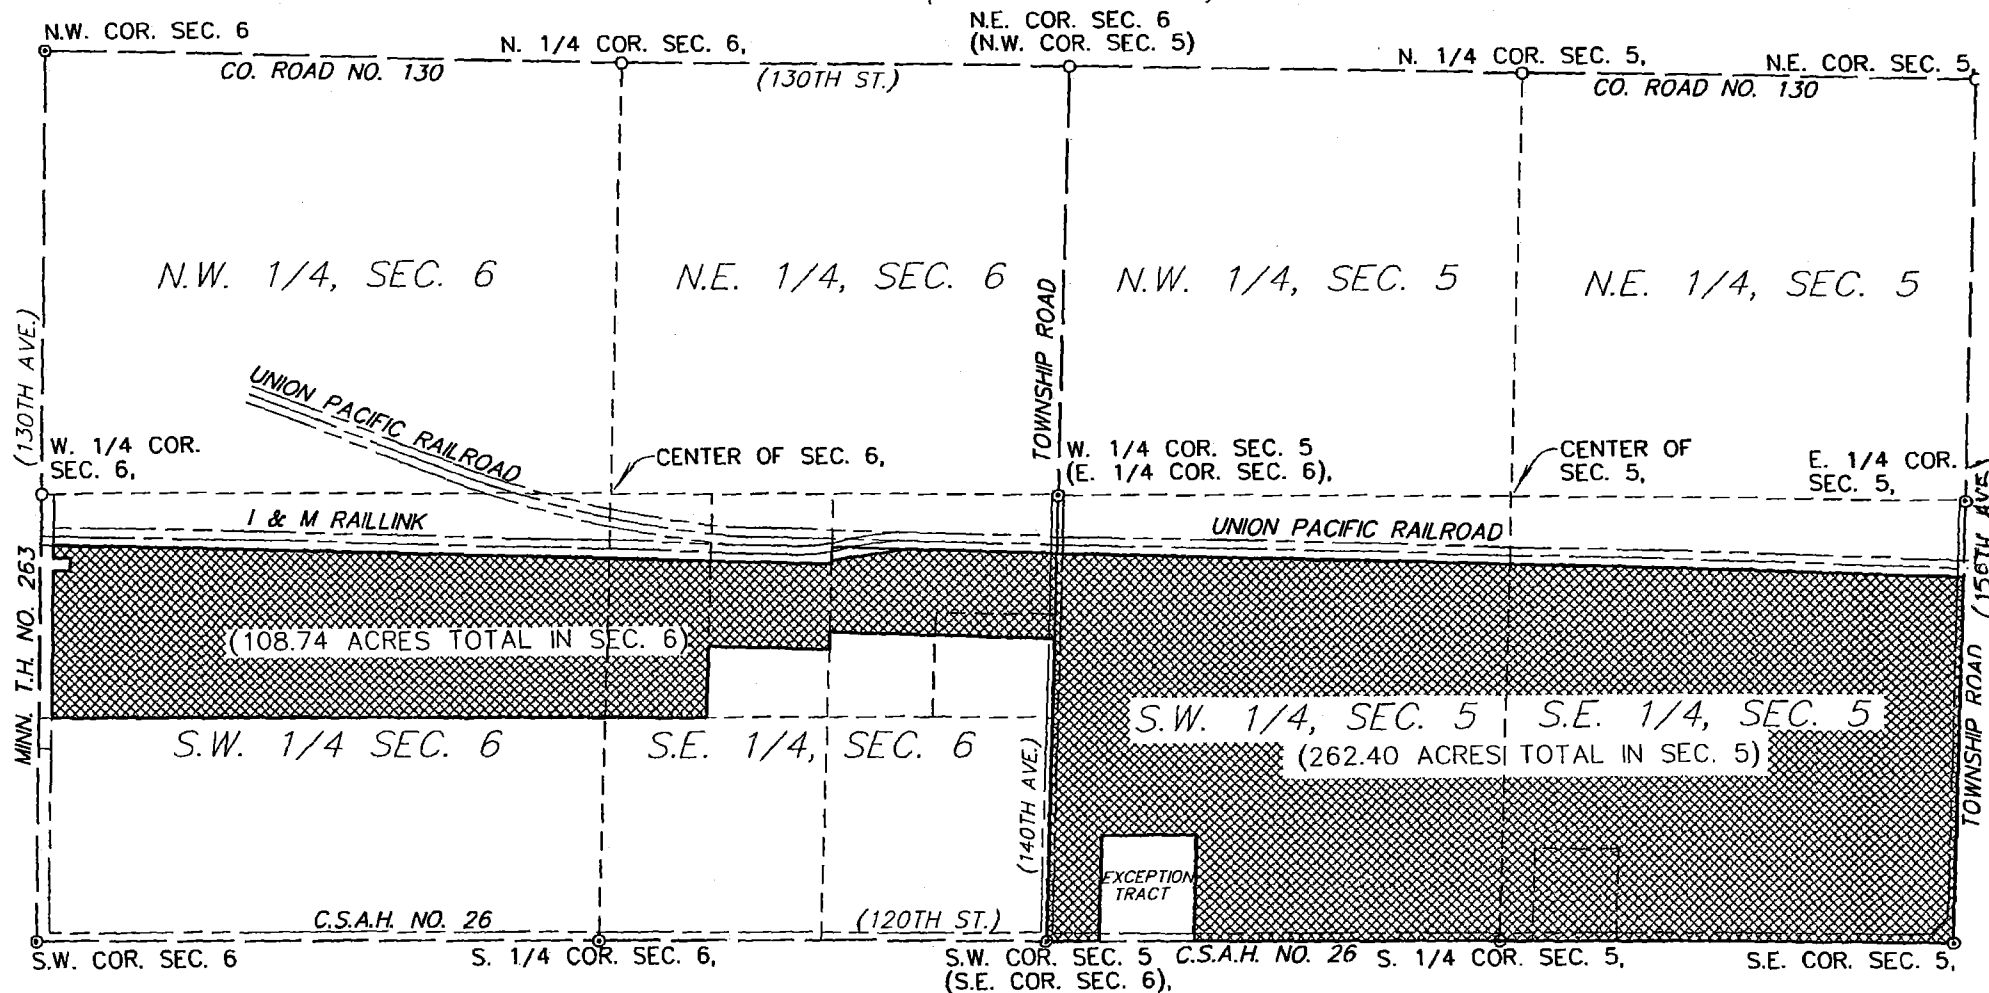 N.W. COR. SEC. 6
N. 1/4 COR. SEC. 6,
N.E. COR. SEC. 6
(N.W. COR. SEC. 5)
N. 1/4 COR. SEC. 5,
N.E. COR. SEC. 5,
CO. ROAD NO. 130
(130TH ST.)
CO. ROAD NO. 130
N.W. 1/4, SEC. 6
N.E. 1/4, SEC. 6
N.W. 1/4, SEC. 5
N.E. 1/4, SEC. 5
(130TH AVE.)
TOWNSHIP ROAD
UNION PACIFIC RAILROAD
W. 1/4 COR.
SEC. 6,
CENTER OF SEC. 6,
W. 1/4 COR. SEC. 5
(E. 1/4 COR. SEC. 6),
CENTER OF
SEC. 5,
E. 1/4 COR.
SEC. 5,
I & M RAILLINK
UNION PACIFIC RAILROAD
MINN. T.H. NO. 263
(150TH AVE.)
TOWNSHIP ROAD
(108.74 ACRES TOTAL IN SEC. 6)
S.W. 1/4 SEC. 6
S.E. 1/4, SEC. 6
S.W. 1/4, SEC. 5
S.E. 1/4, SEC. 5
(262.40 ACRES TOTAL IN SEC. 5)
(140TH AVE.)
EXCEPTION
TRACT
C.S.A.H. NO. 26
(120TH ST.)
S.W. COR. SEC. 6
S. 1/4 COR. SEC. 6,
S.W. COR. SEC. 5
(S.E. COR. SEC. 6),
C.S.A.H. NO. 26
S. 1/4 COR. SEC. 5,
S.E. COR. SEC. 5,